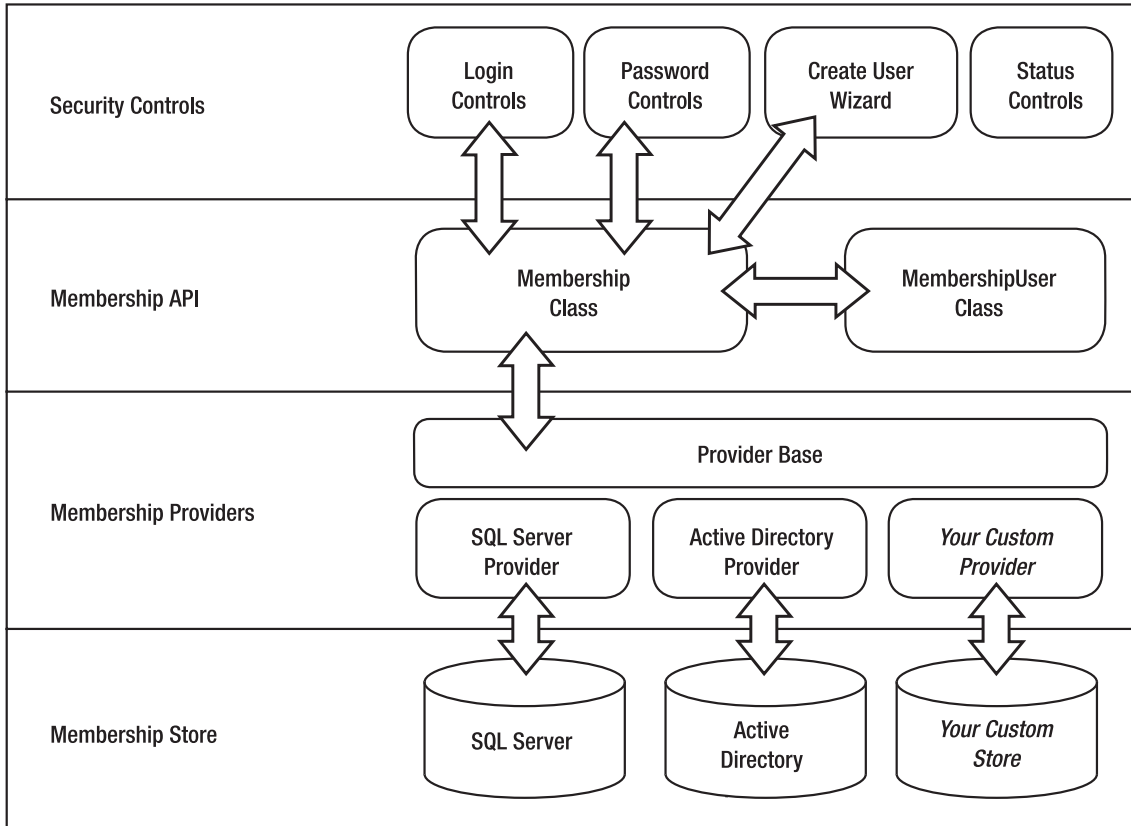 Security Controls
Login
Controls
Password
Controls
Create User
Wizard
Status
Controls
Membership API
Membership
Class
MembershipUser
Class
Membership Providers
Provider Base
SQL Server
Provider
Active Directory
Provider
Your Custom
Provider
Membership Store
SQL Server
Active
Directory
Your Custom
Store